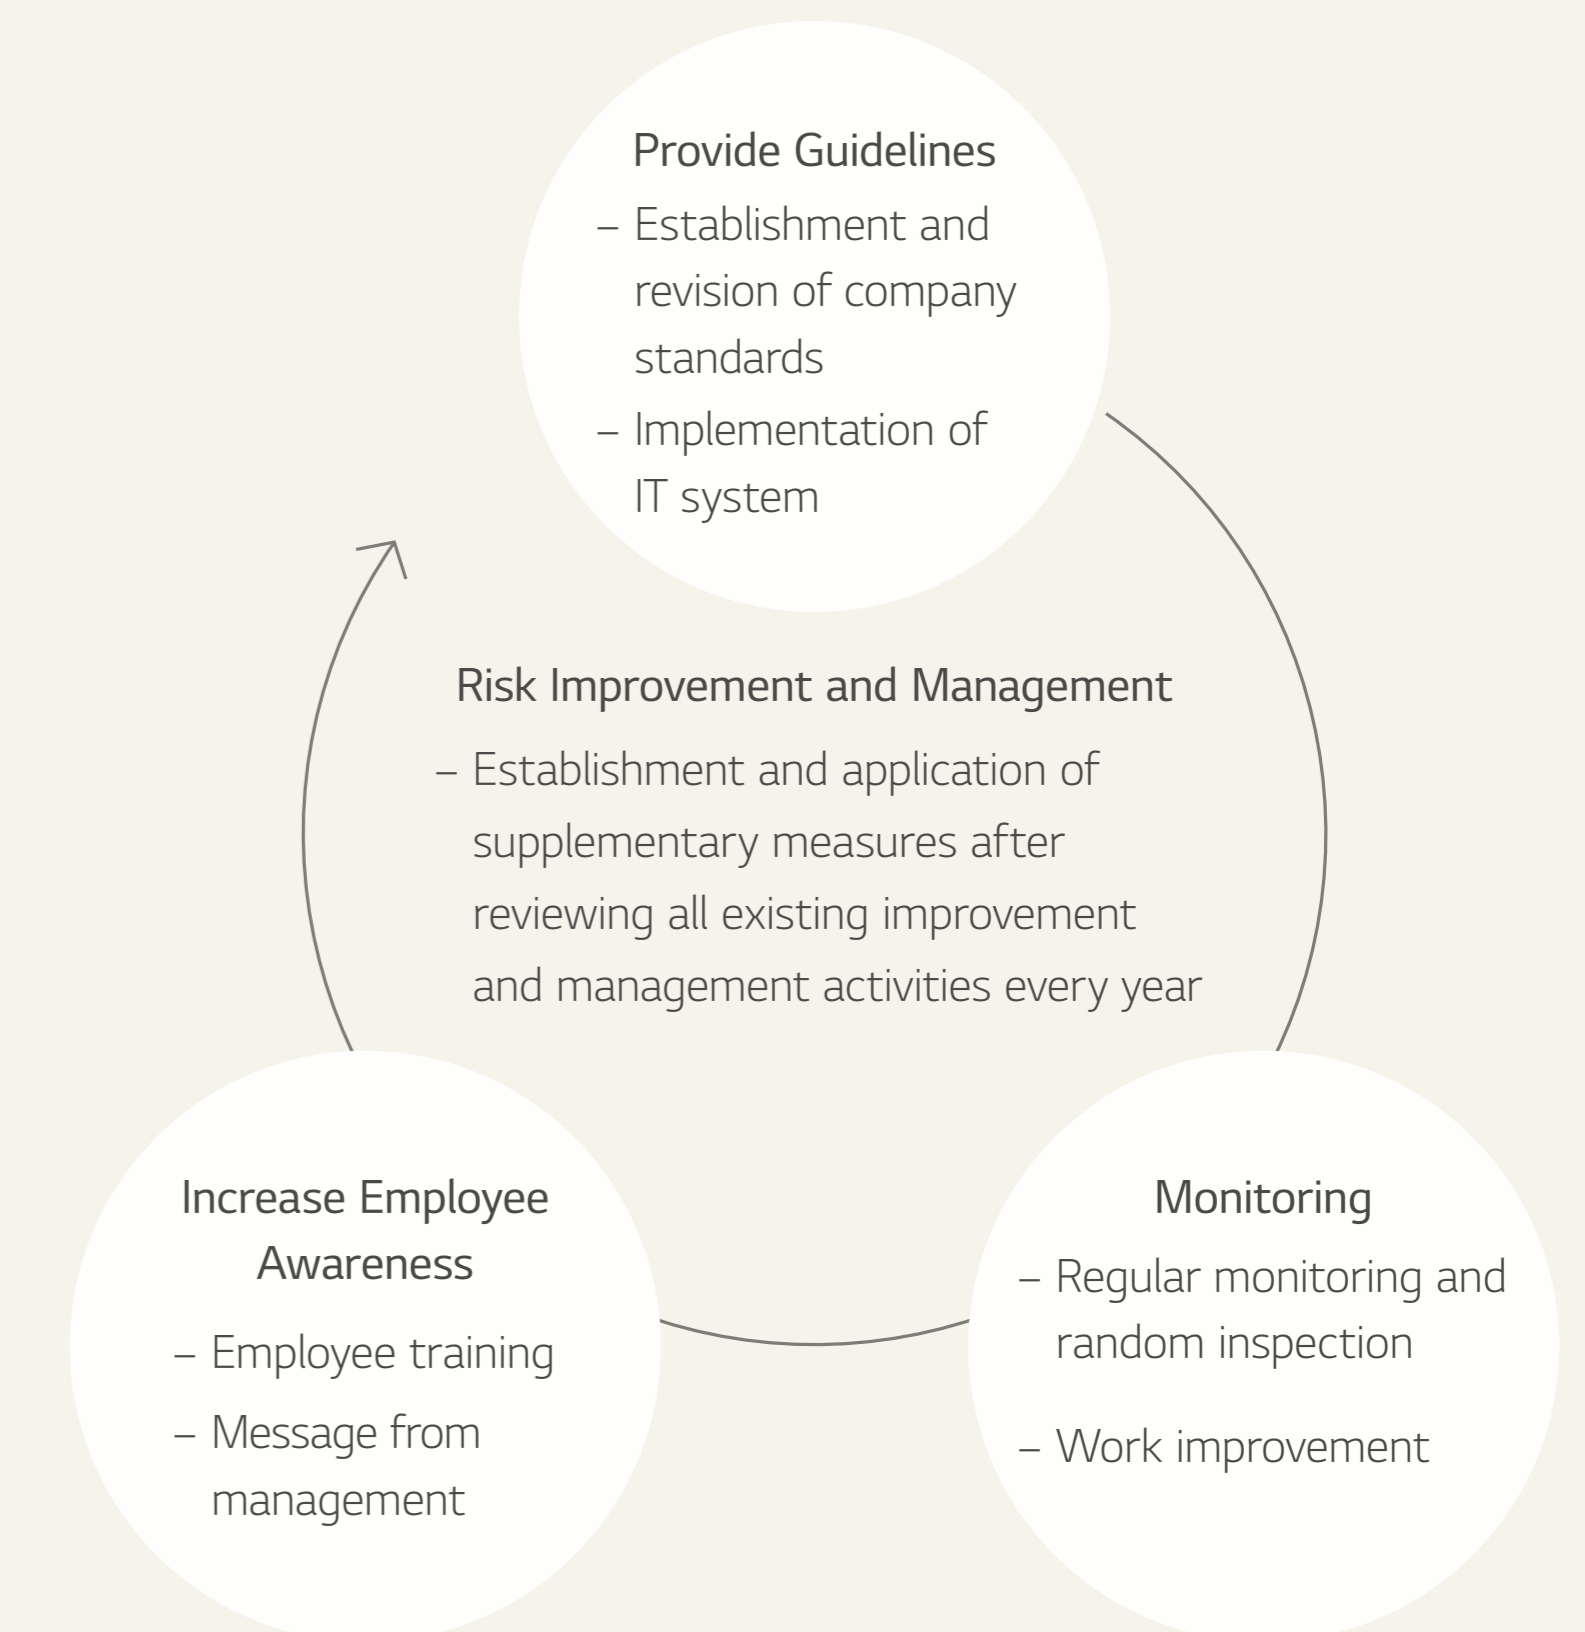 Provide Guidelines
– Establishment and
revision of company
standards
– Implementation of
IT system
Risk Improvement and Management
– Establishment and application of
supplementary measures after
reviewing all existing improvement
and management activities every year
Increase Employee
Awareness
– Employee training
– Message from
management
Monitoring
– Regular monitoring and
random inspection
– Work improvement